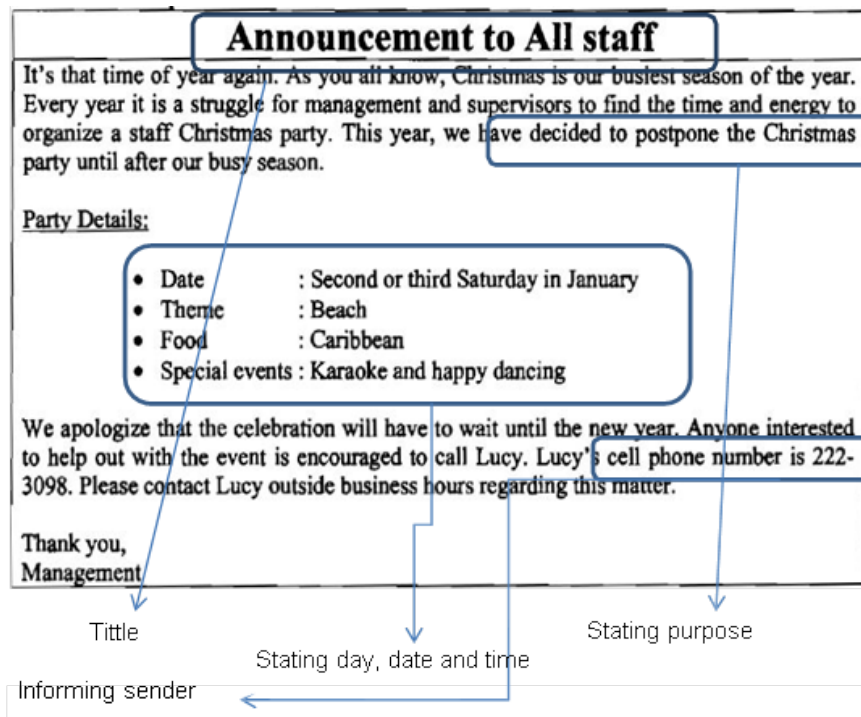 Announcement to All staff
It's that time of year again. As you all know, Christmas is our busiest season of the year.
Every year it is a struggle for management and supervisors to find the time and energy to
organize a staff Christmas party. This year, we have decided to postpone the Christmas
party until after our busy season.
Party Details:
• Date : Second or third Saturday in January
• Theme : Beach
• Food : Caribbean
• Special events : Karaoke and happy dancing
We apologize that the celebration will have to wait until the new year. Anyone interested
to help out with the event is encouraged to call Lucy. Lucy's cell phone number is 222-
3098. Please contact Lucy outside business hours regarding this matter.
Thank you,
Management
Tittle
Stating purpose
Stating day, date and time
Informing sender